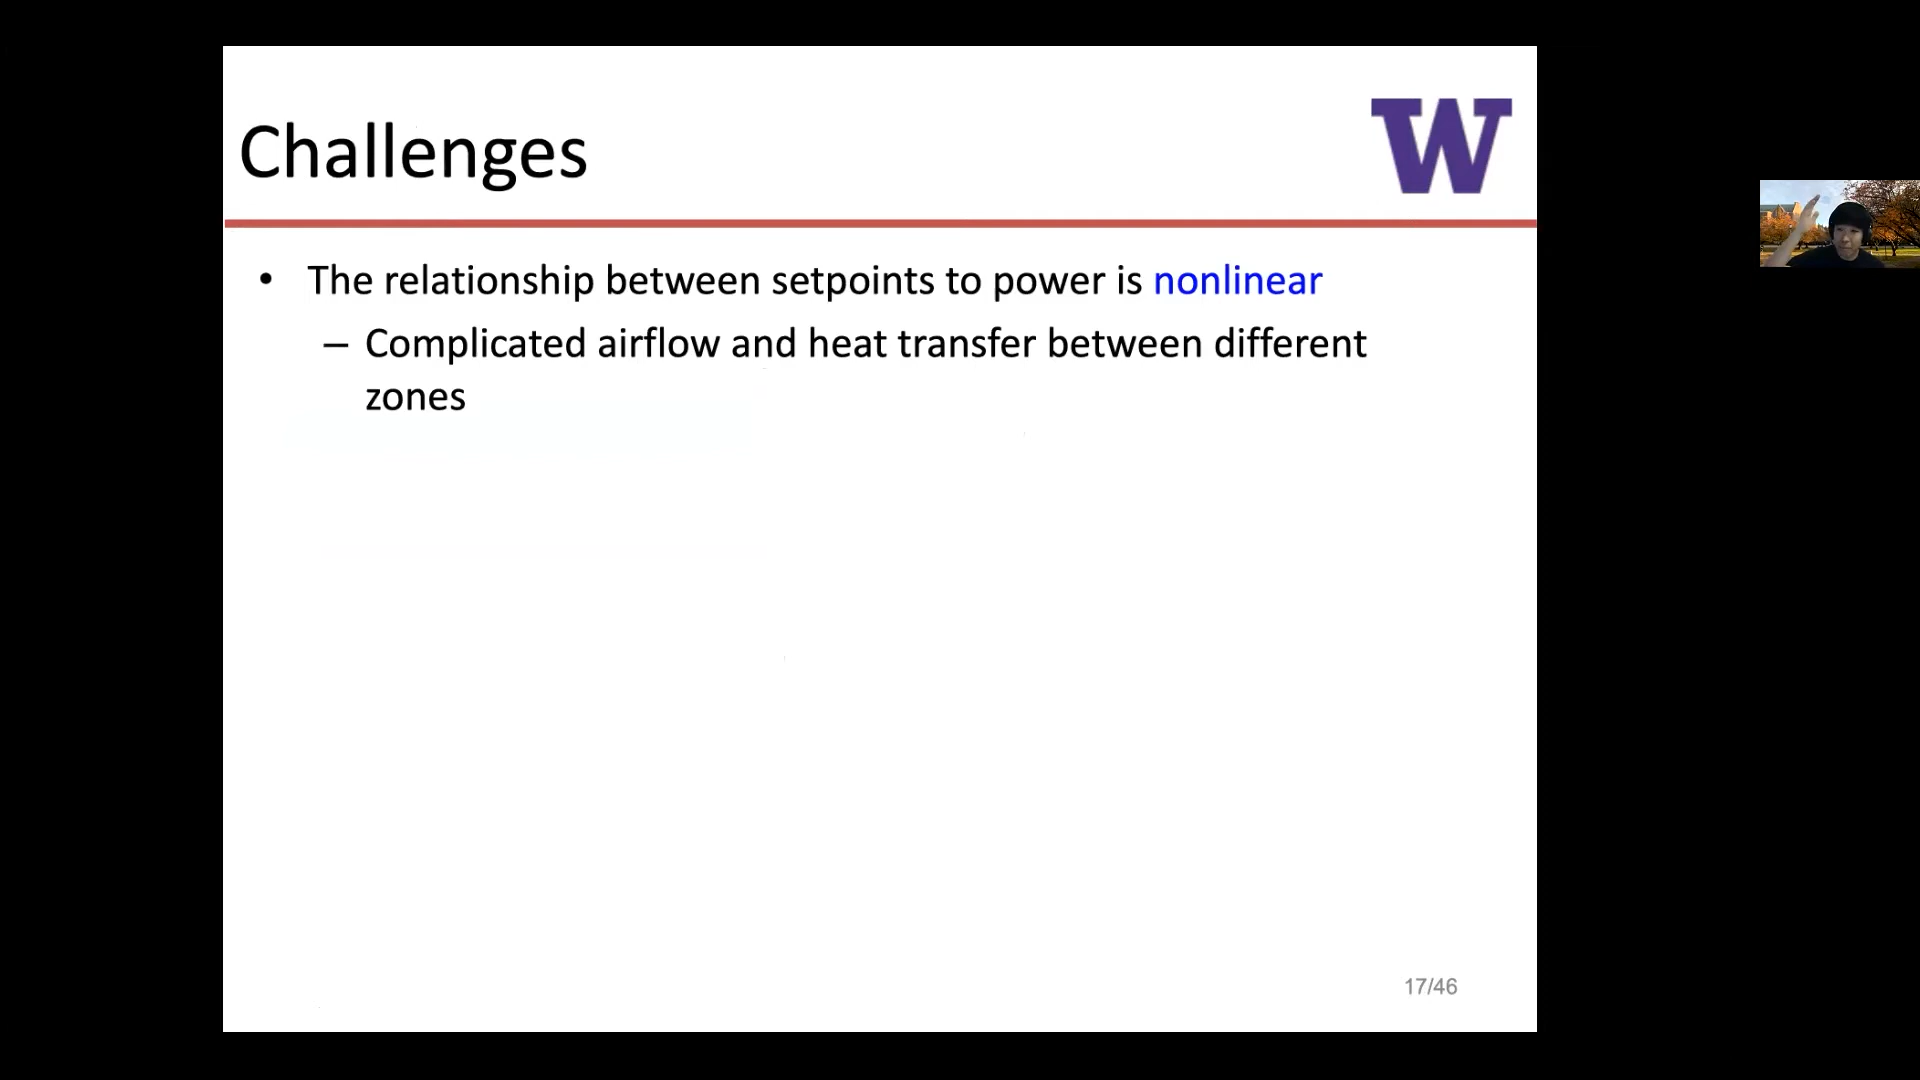 Challenges
W
• The relationship between setpoints to power is nonlinear
– Complicated airflow and heat transfer between different
zones
17/46